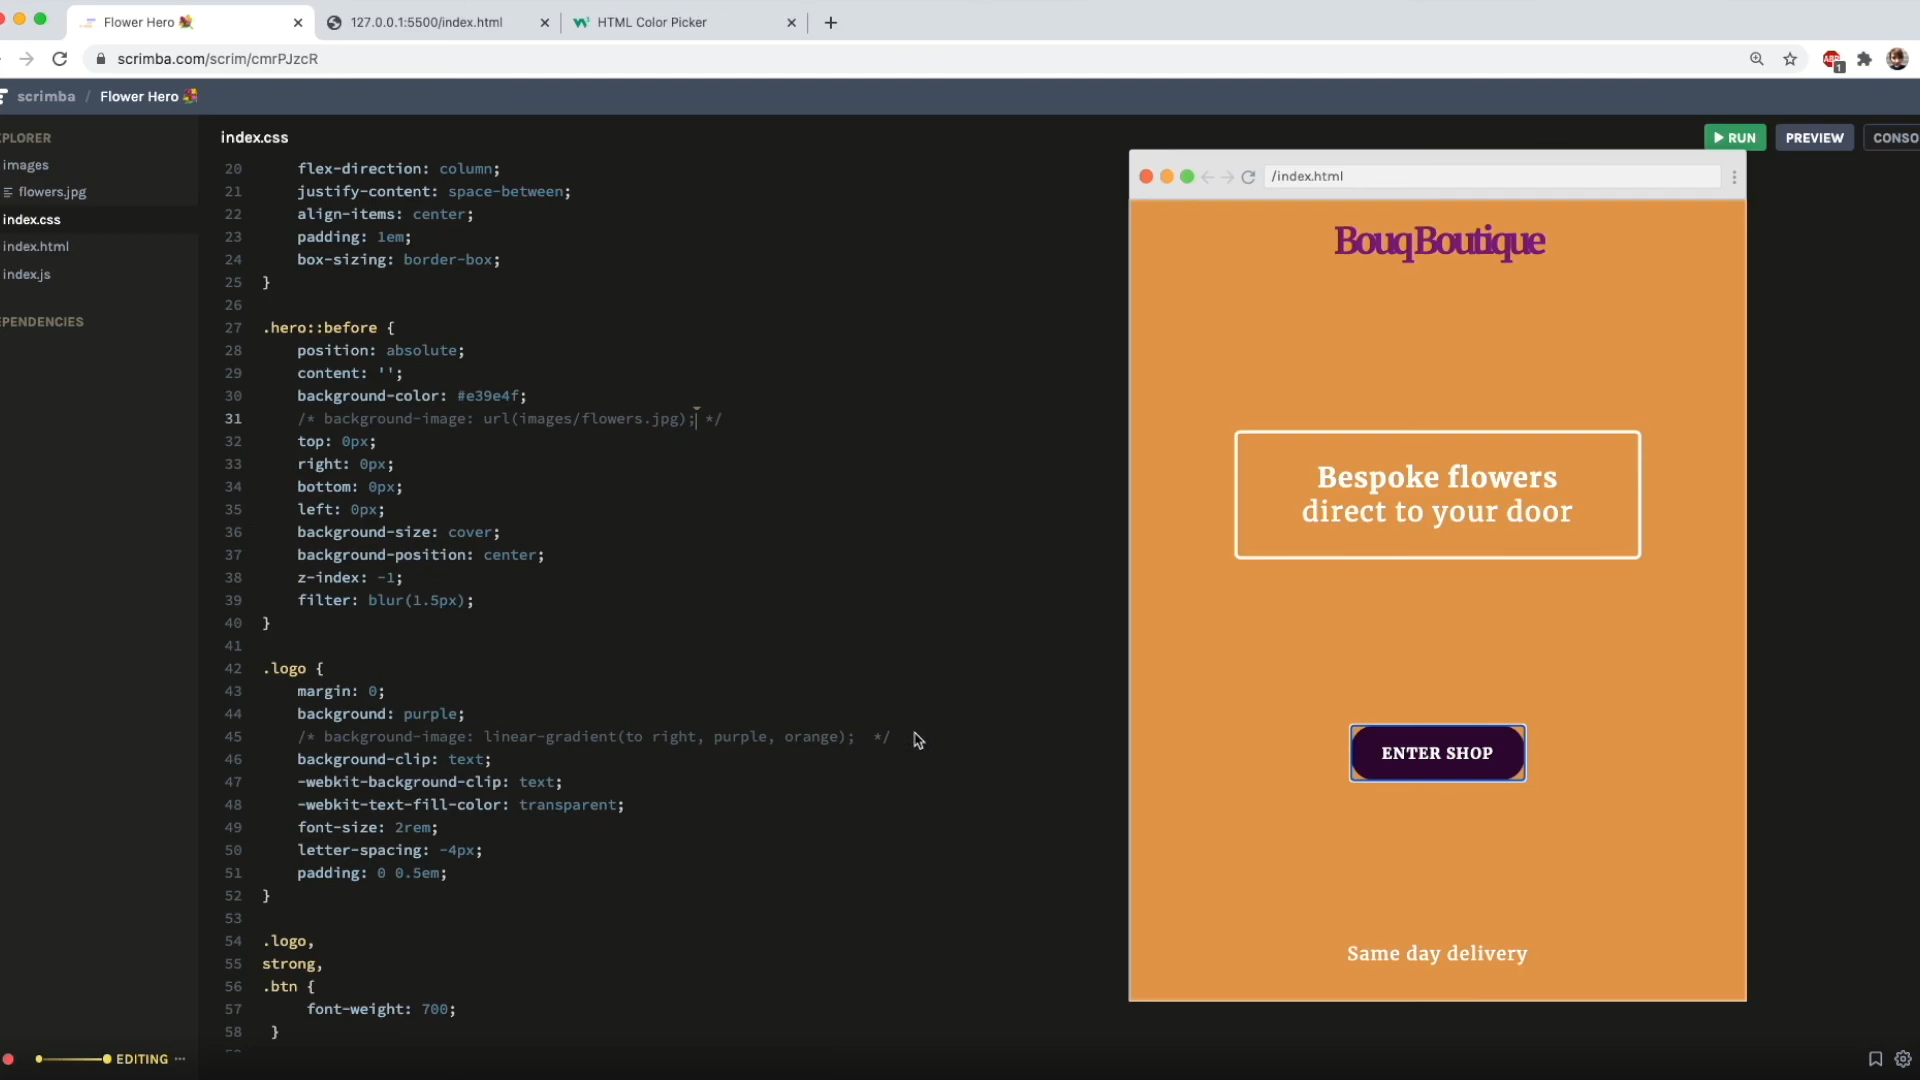 Flower Hero
127.0.0.1:5500/index.html
HTML Color Picker
scrimba.com/scrim/cmrPJzcR
1
scrimba / Flower Hero
PLORER
images
flowers.jpg
index.css
index.html
index.js
PENDENCIES
index.css
RUN
PREVIEW
CONSO
20 flex-direction: column;
21 justify-content: space-between;
22 align-items: center;
23 padding: 1em;
24 box-sizing: border-box;
25 }
26
27 .hero::before {
28 position: absolute;
29 content: '';
30 background-color: #e39e4f;
31 /* background-image: url(images/flowers.jpg); */
32 top: 0px;
33 right: 0px;
34 bottom: 0px;
35 left: 0px;
36 background-size: cover;
37 background-position: center;
38 z-index: -1;
39 filter: blur(1.5px);
40 }
41
42 .logo {
43 margin: 0;
44 background: purple;
45 /* background-image: linear-gradient(to right, purple, orange);  */
46 background-clip: text;
47 -webkit-background-clip: text;
48 -webkit-text-fill-color: transparent;
49 font-size: 2rem;
50 letter-spacing: -4px;
51 padding: 0 0.5em;
52 }
53
54 .logo,
55 strong,
56 .btn {
57 font-weight: 700;
58 }
/index.html
Bouq Boutique
Bespoke flowers
direct to your door
ENTER SHOP
Same day delivery
EDITING